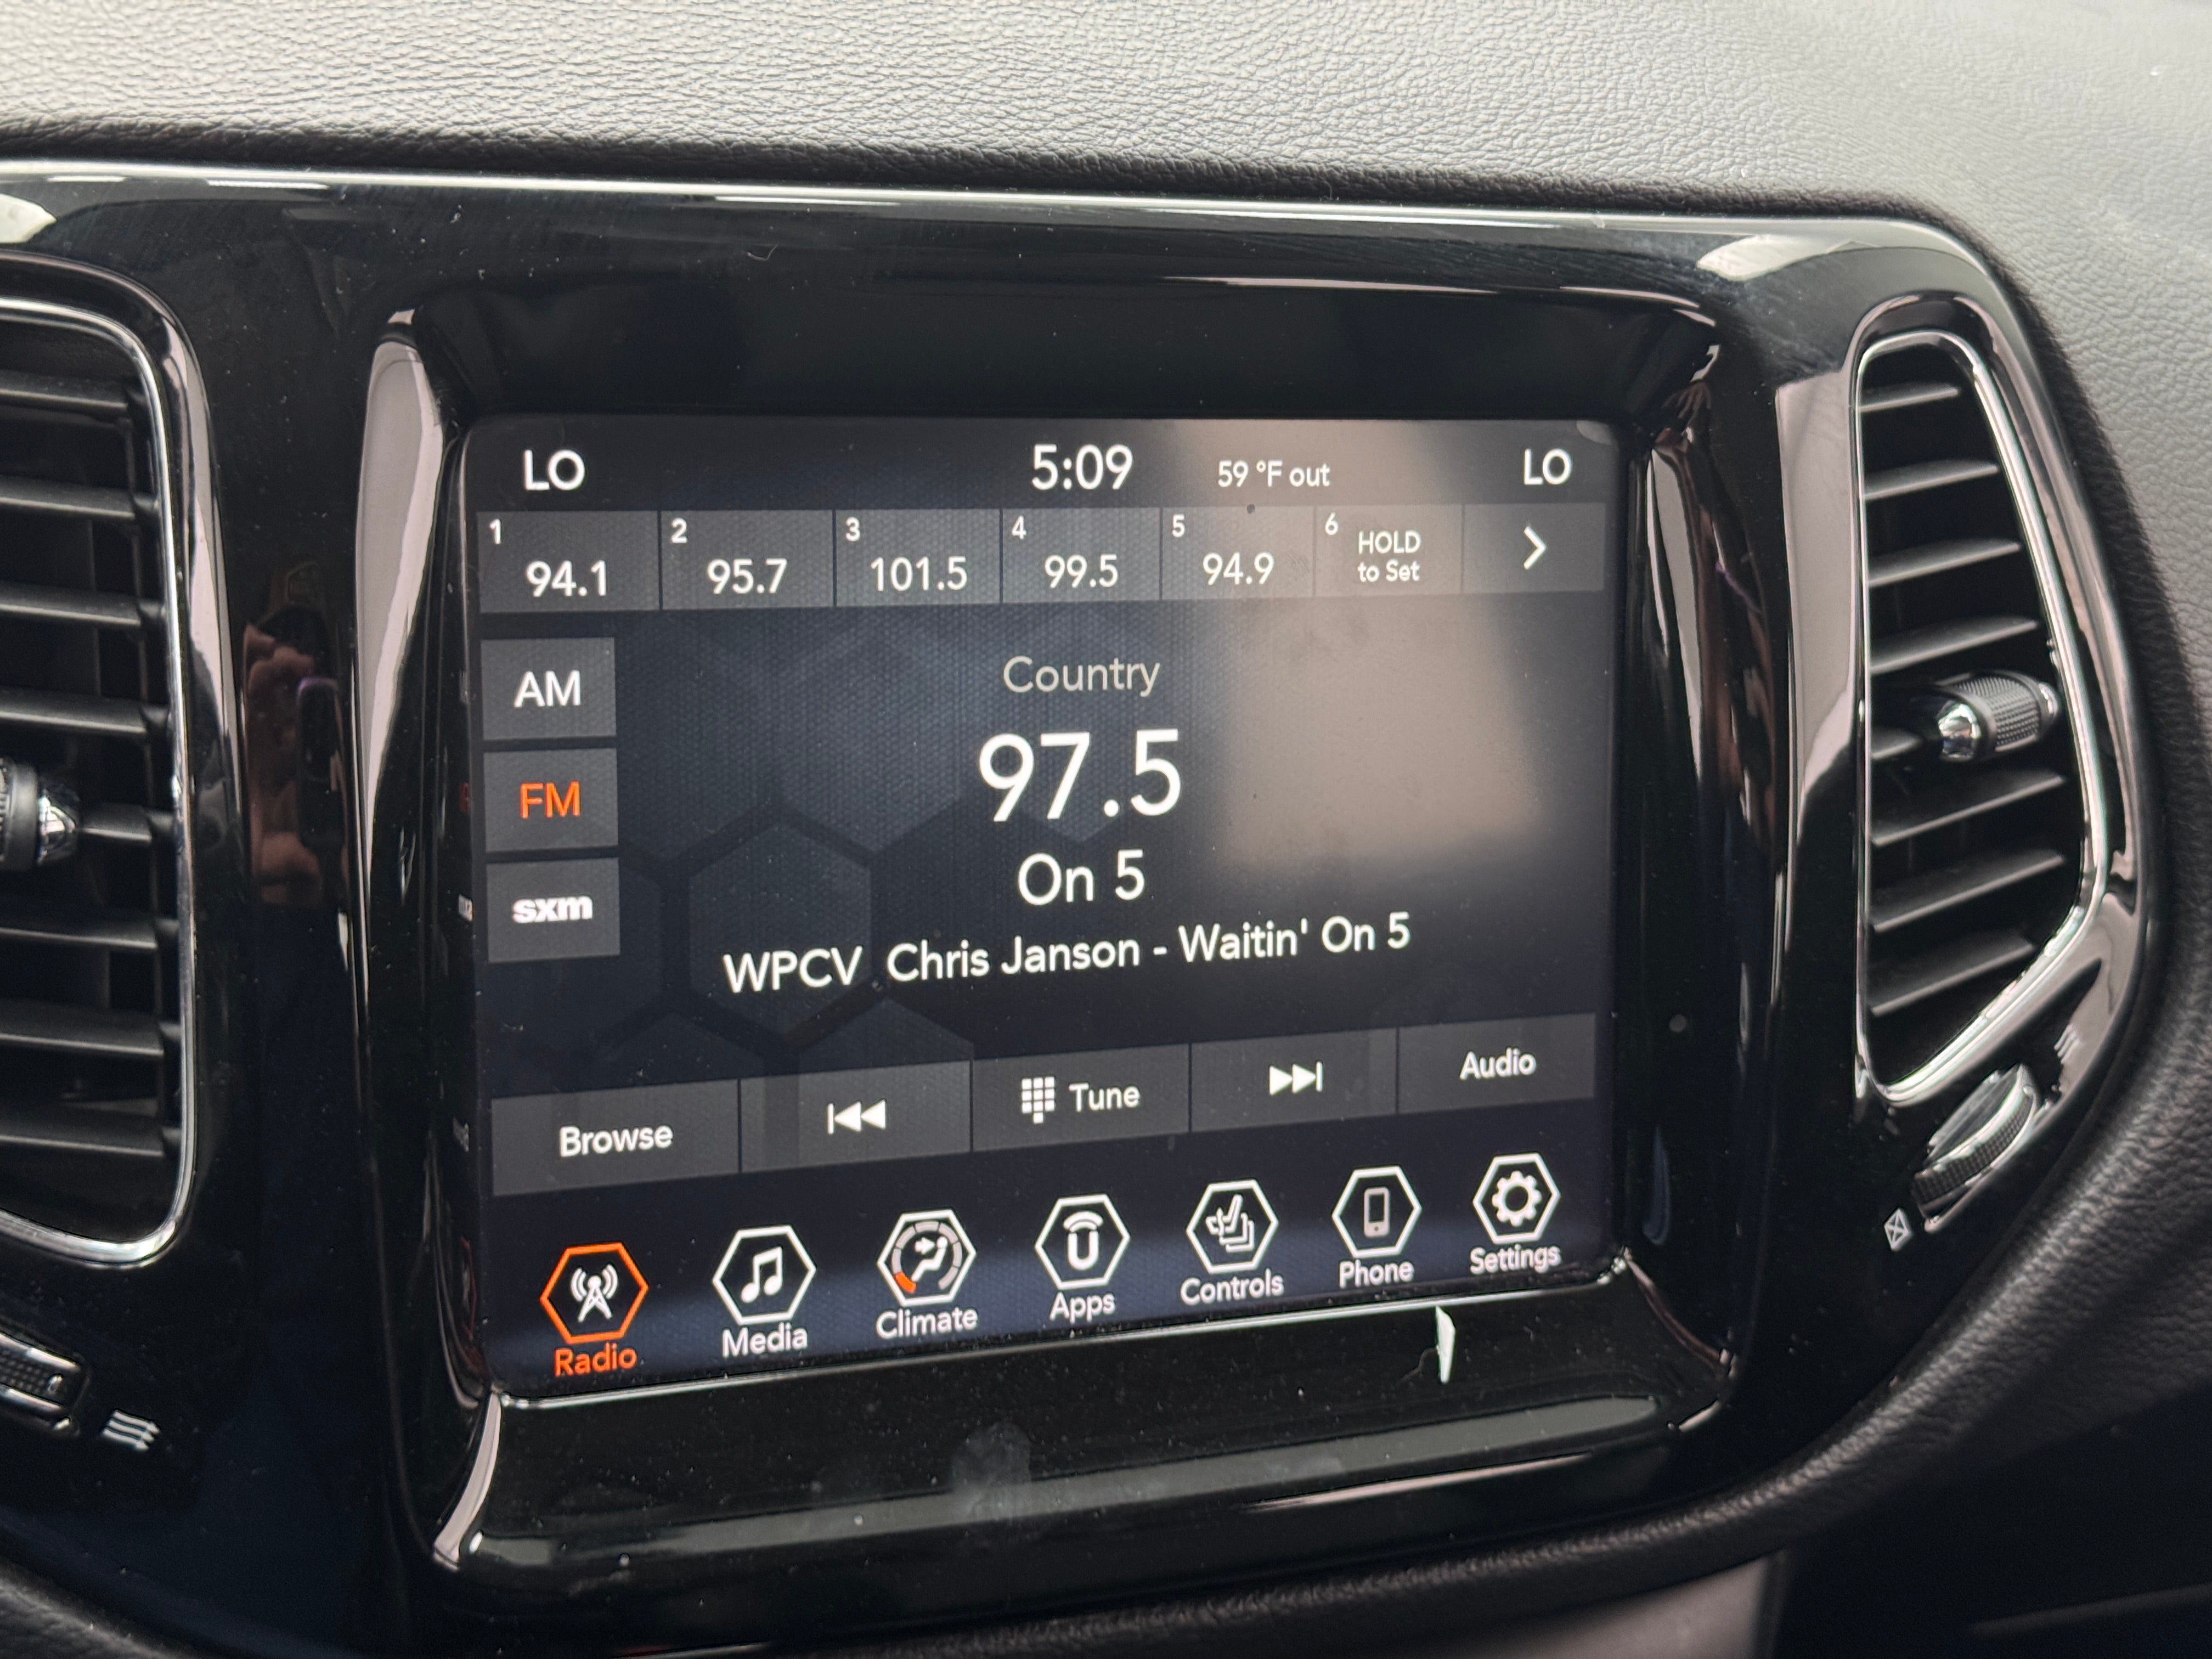 LO 5:09 59 °F out LO
1 94.1 2 95.7 3 101.5 4 99.5 5 94.9 6 HOLD to Set
AM
FM
sxm
Country
97.5
On 5
WPCV Chris Janson - Waitin' On 5
Browse Tune Audio
Radio Media Climate Apps Controls Phone Settings